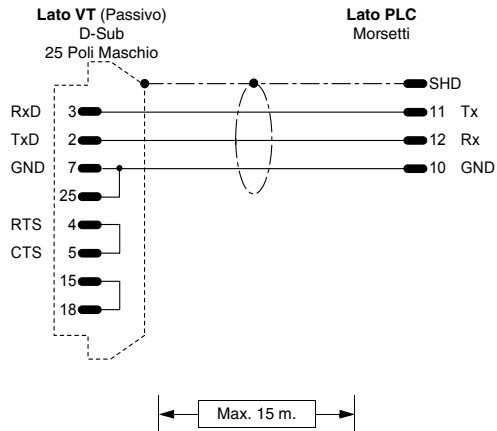 Lato VT (Passivo)
D-Sub
25 Poli Maschio
Lato PLC
Morsetti
SHD
RxD 3
11 Tx
TxD 2
12 Rx
GND 7
10 GND
25
RTS 4
CTS 5
15
18
Max. 15 m.